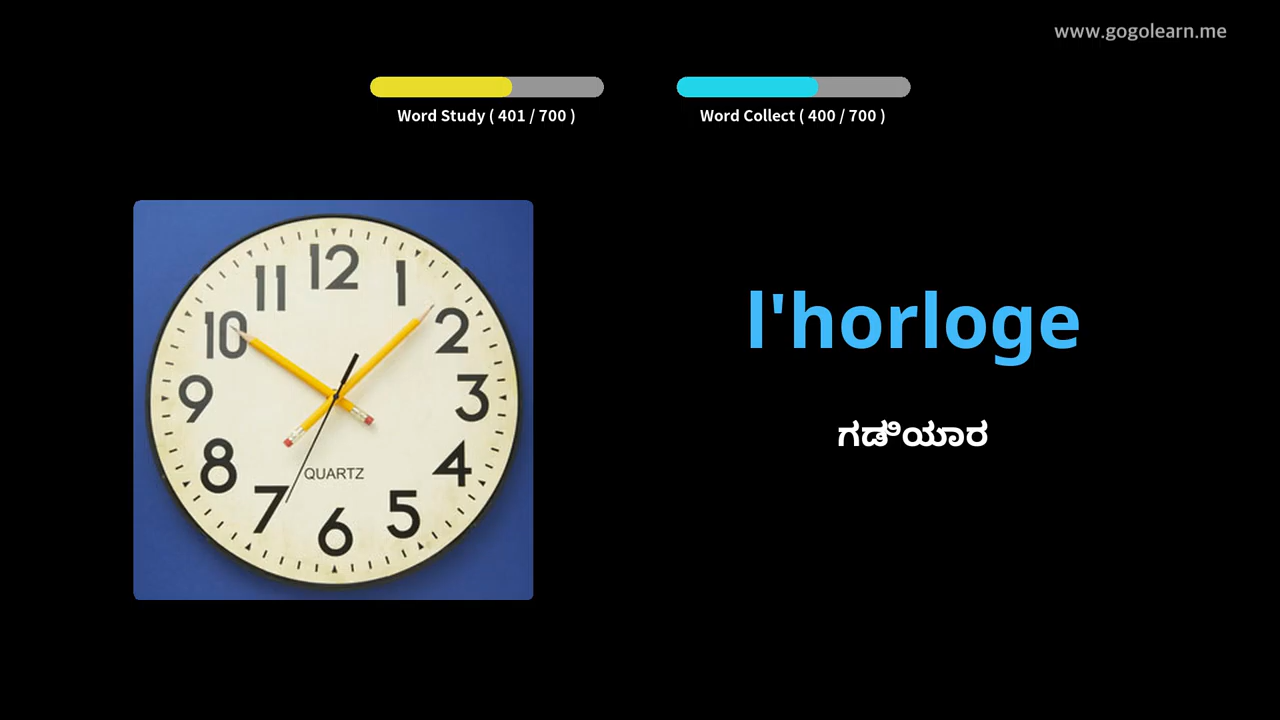 www.gogolearn.me
Word Study ( 401 / 700 )
Word Collect ( 400 / 700 )
12
11
1
10
2
9
3
8
4
QUARTZ
7
5
6
l'horloge
ಗಡಿಯಾರ